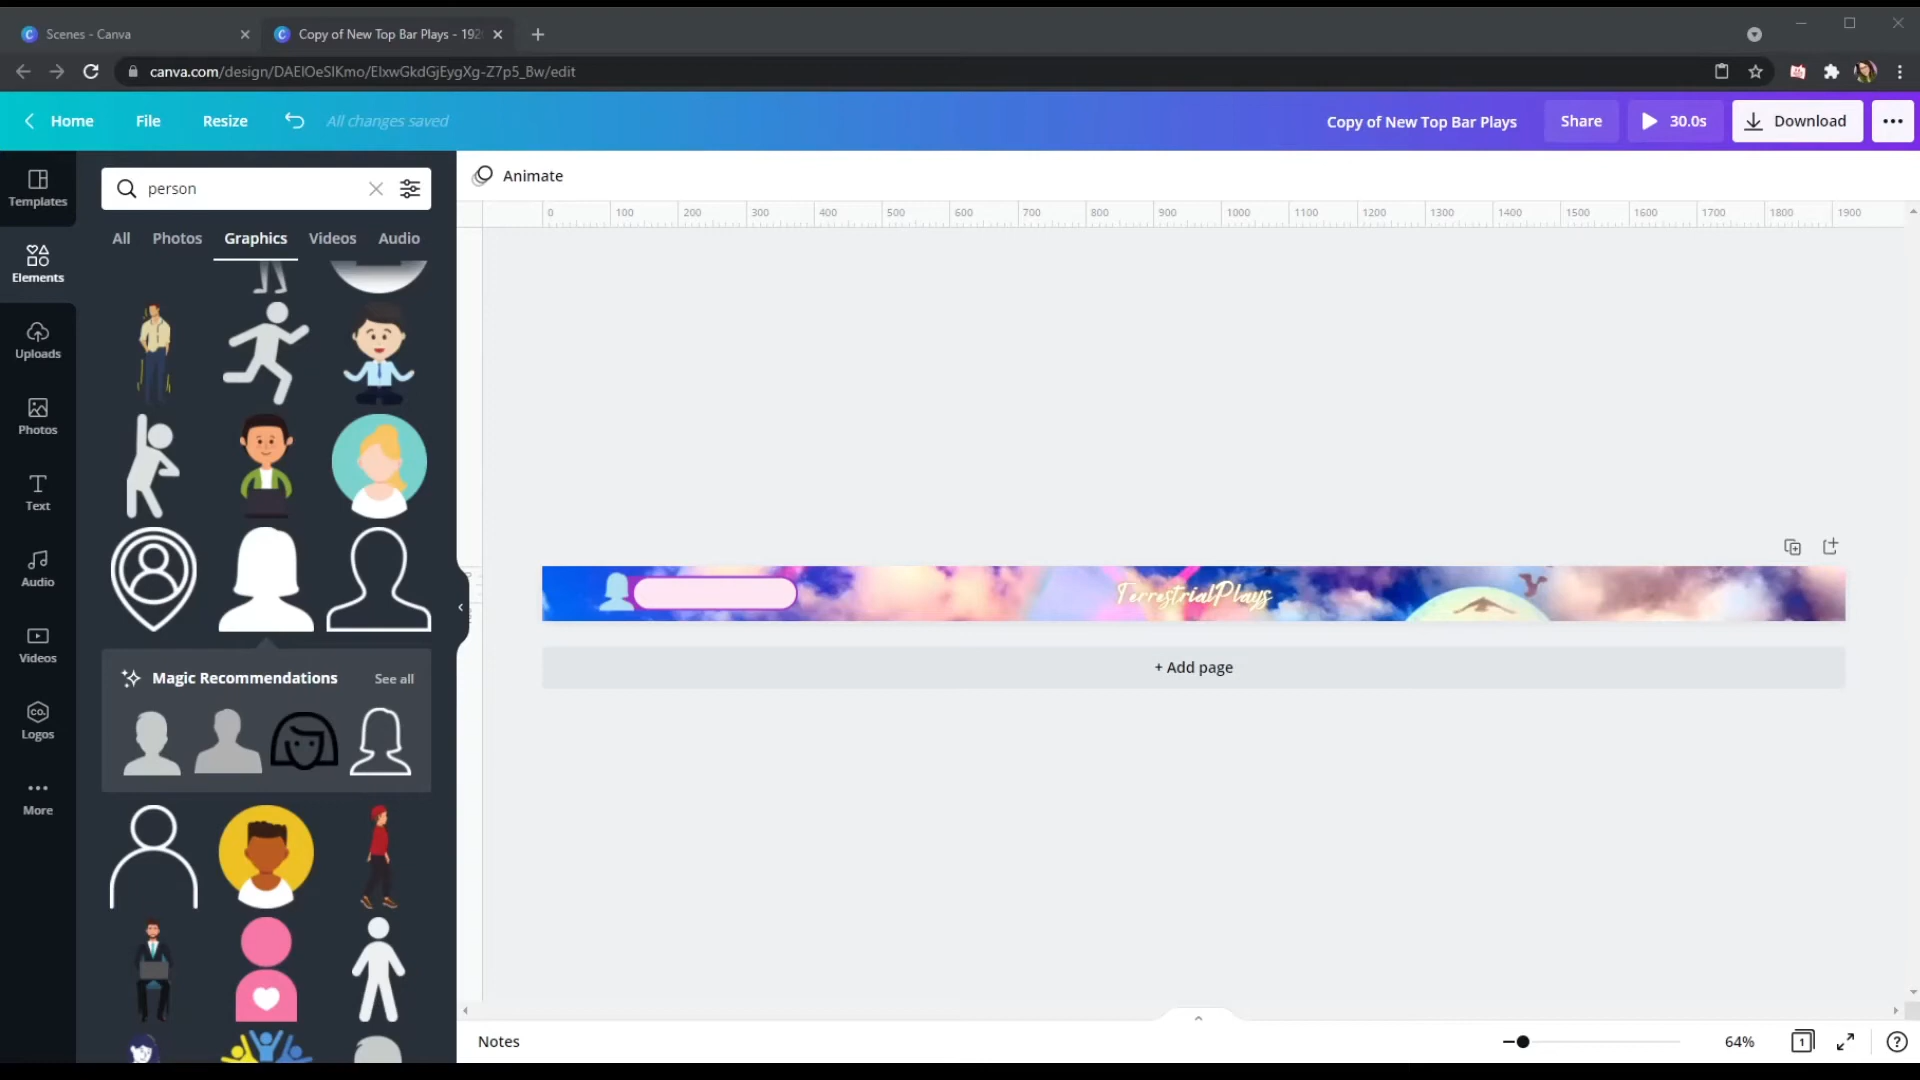 Scenes - Canva
Copy of New Top Bar Plays - 192
canva.com/design/DAEIOeSIKmo/ElxwGkdGjEygXg-Z7p5_Bw/edit
Home File Resize All changes saved Copy of New Top Bar Plays Share 30.0s Download
Templates
Elements
Uploads
Photos
Text
Audio
Videos
CO.
Logos
More
person
All Photos Graphics Videos Audio
Magic Recommendations See all
Animate
0 100 200 300 400 500 600 700 800 900 1000 1100 1200 1300 1400 1500 1600 1700 1800 1900
TerrestrialPlays
+ Add page
Notes
64%
1
?